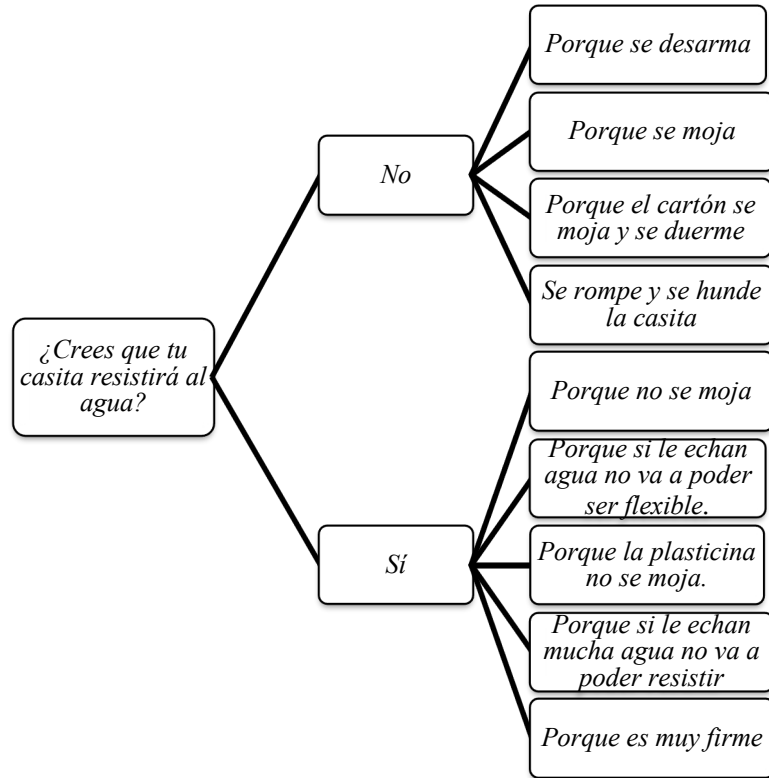 ¿Crees que tu
casita resistirá al
agua?
No
Porque se desarma
Porque se moja
Porque el cartón se
moja y se duerme
Se rompe y se hunde
la casita
Sí
Porque no se moja
Porque si le echan
agua no va a poder
ser flexible.
Porque la plasticina
no se moja.
Porque si le echan
mucha agua no va a
poder resistir
Porque es muy firme